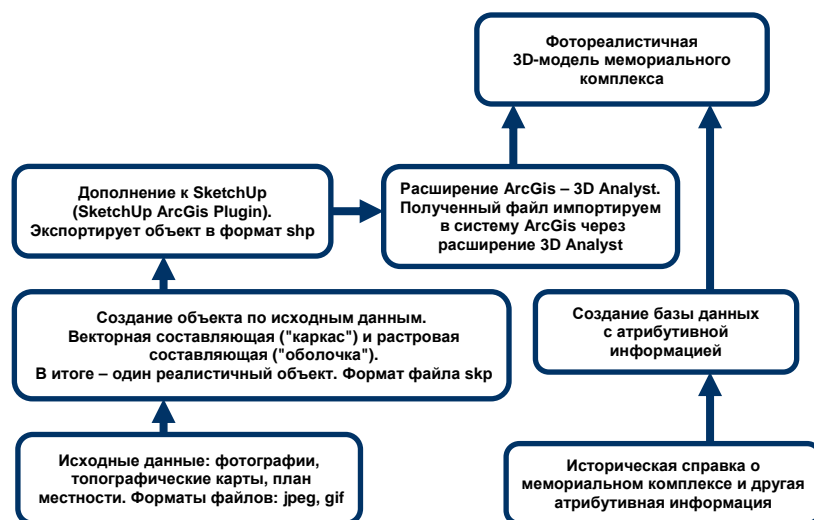 Фотореалистичная
3D-модель мемориального
комплекса
Дополнение к SketchUp
(SketchUp ArcGis Plugin).
Экспортирует объект в формат shp
Расширение ArcGis – 3D Analyst.
Полученный файл импортируем
в систему ArcGis через
расширение 3D Analyst
Создание объекта по исходным данным.
Векторная составляющая ("каркас") и растровая
составляющая ("оболочка").
В итоге – один реалистичный объект. Формат файла skp
Создание базы данных
с атрибутивной
информацией
Исходные данные: фотографии,
топографические карты, план
местности. Форматы файлов: jpeg, gif
Историческая справка о
мемориальном комплексе и другая
атрибутивная информация